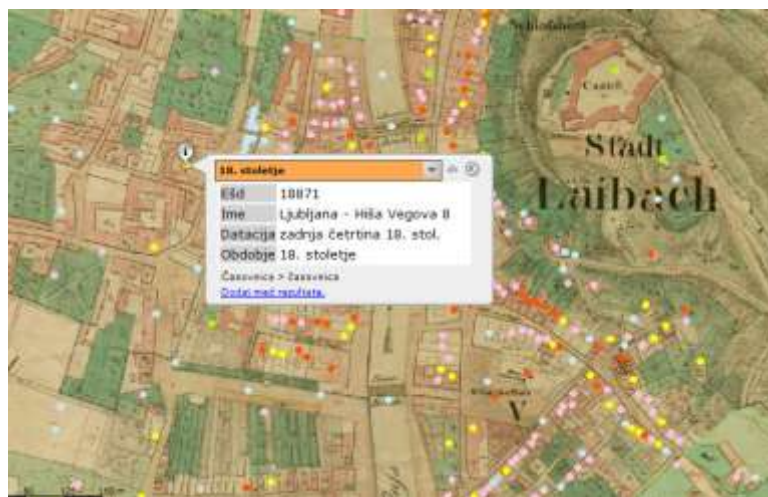 Schlossberg
Castell
Stadt
Laibach
18. stoletje
Ešd 18871
Ime Ljubljana - Hiša Vegova 8
Datacija zadnja četrtina 18. stol.
Obdobje 18. stoletje
Časovnica > časovnica
Dodaj med rezultate.
V